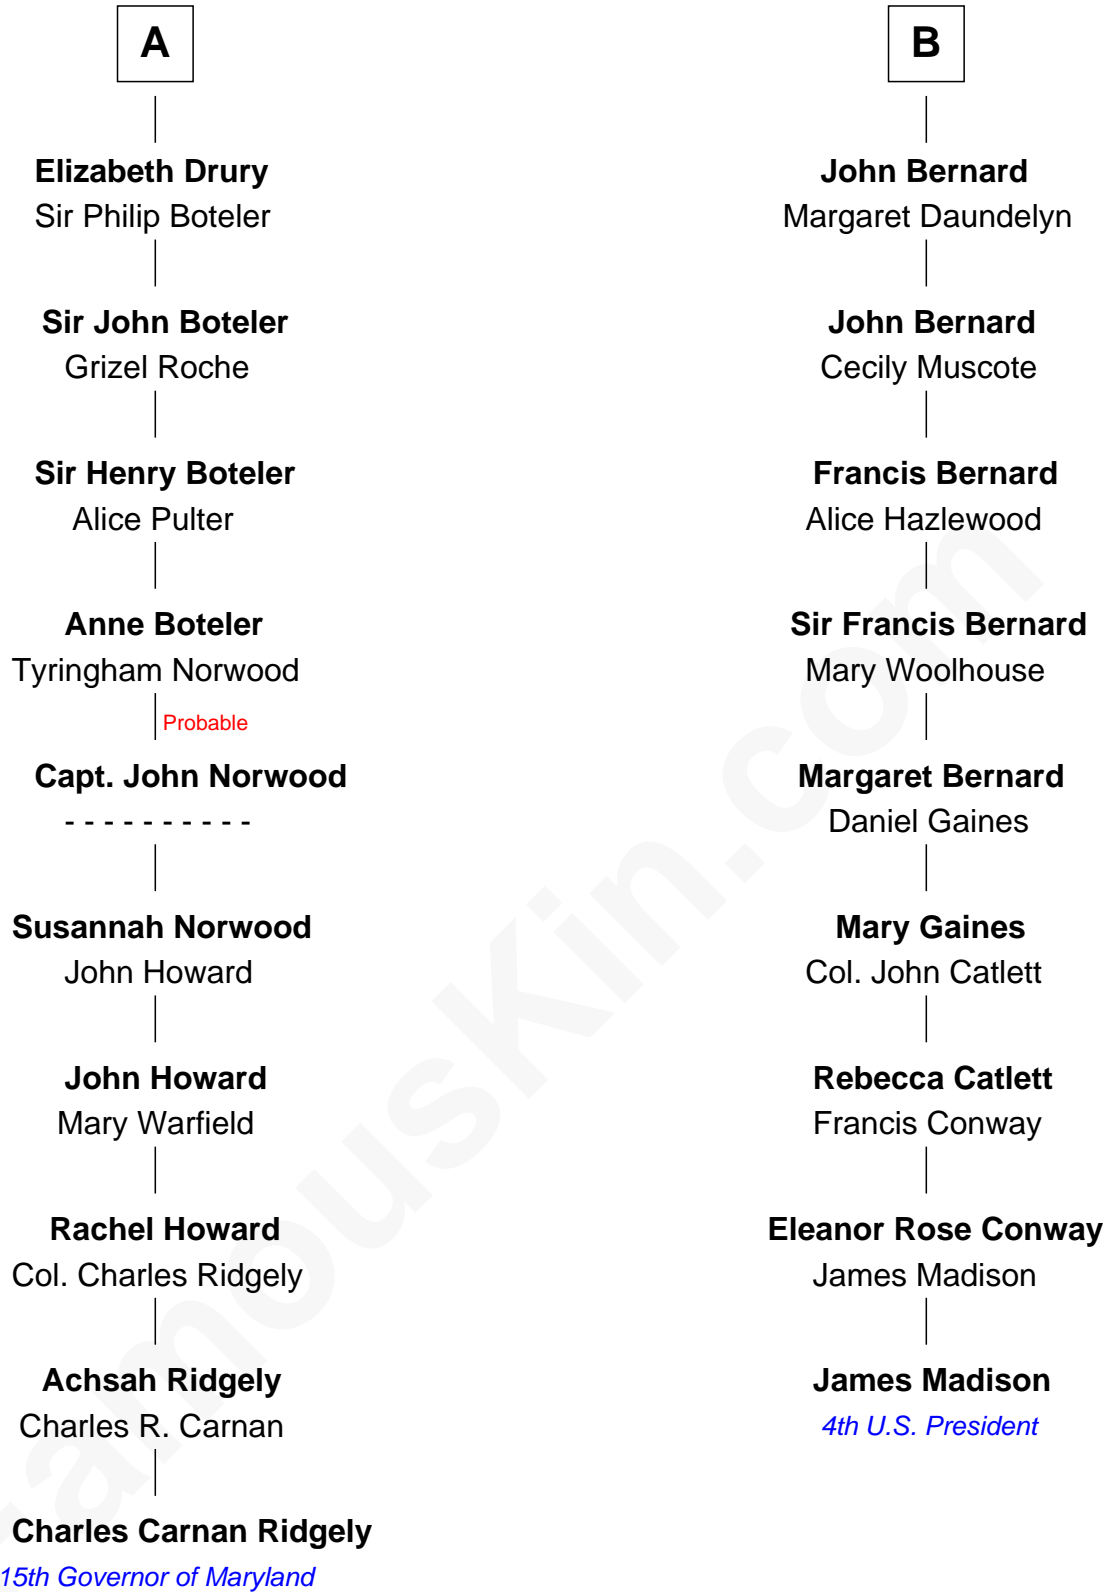 A
Elizabeth Drury
Sir Philip Boteler
Sir John Boteler
Grizel Roche
Sir Henry Boteler
Alice Pulter
Anne Boteler
Tyringham Norwood
Probable
Capt. John Norwood
- - - - - - - - - -
Susannah Norwood
John Howard
John Howard
Mary Warfield
Rachel Howard
Col. Charles Ridgely
Achsah Ridgely
Charles R. Carnan
Charles Carnan Ridgely
15th Governor of Maryland
B
John Bernard
Margaret Daundelyn
John Bernard
Cecily Muscote
Francis Bernard
Alice Hazlewood
Sir Francis Bernard
Mary Woolhouse
Margaret Bernard
Daniel Gaines
Mary Gaines
Col. John Catlett
Rebecca Catlett
Francis Conway
Eleanor Rose Conway
James Madison
James Madison
4th U.S. President
FamousKin.com